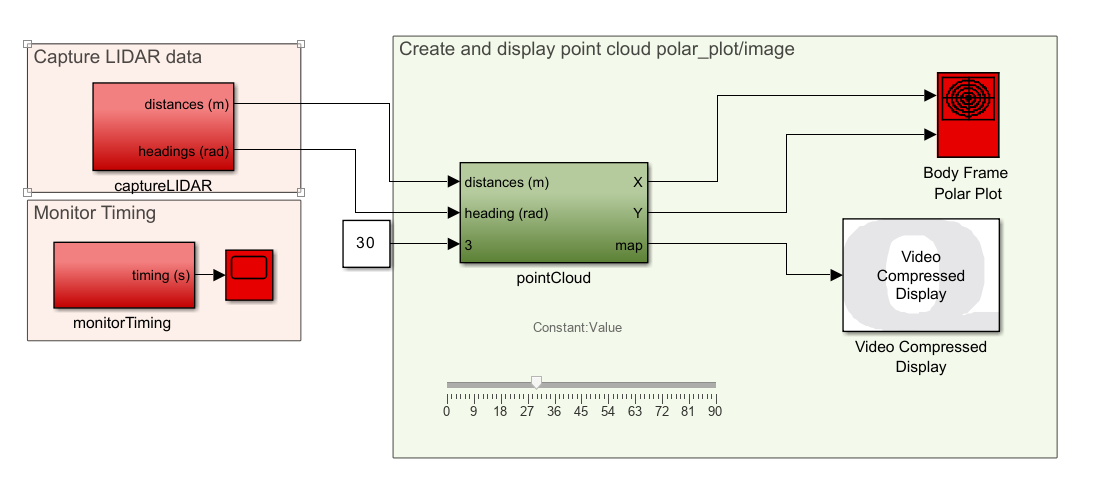 Capture LIDAR data
distances (m)
headings (rad)
captureLIDAR
Monitor Timing
timing (s)
monitorTiming
30
Create and display point cloud polar_plot/image
distances (m)
heading (rad)
3
X
Y
map
pointCloud
Body Frame
Polar Plot
Video
Compressed
Display
Video Compressed
Display
Constant:Value
0 9 18 27 36 45 54 63 72 81 90